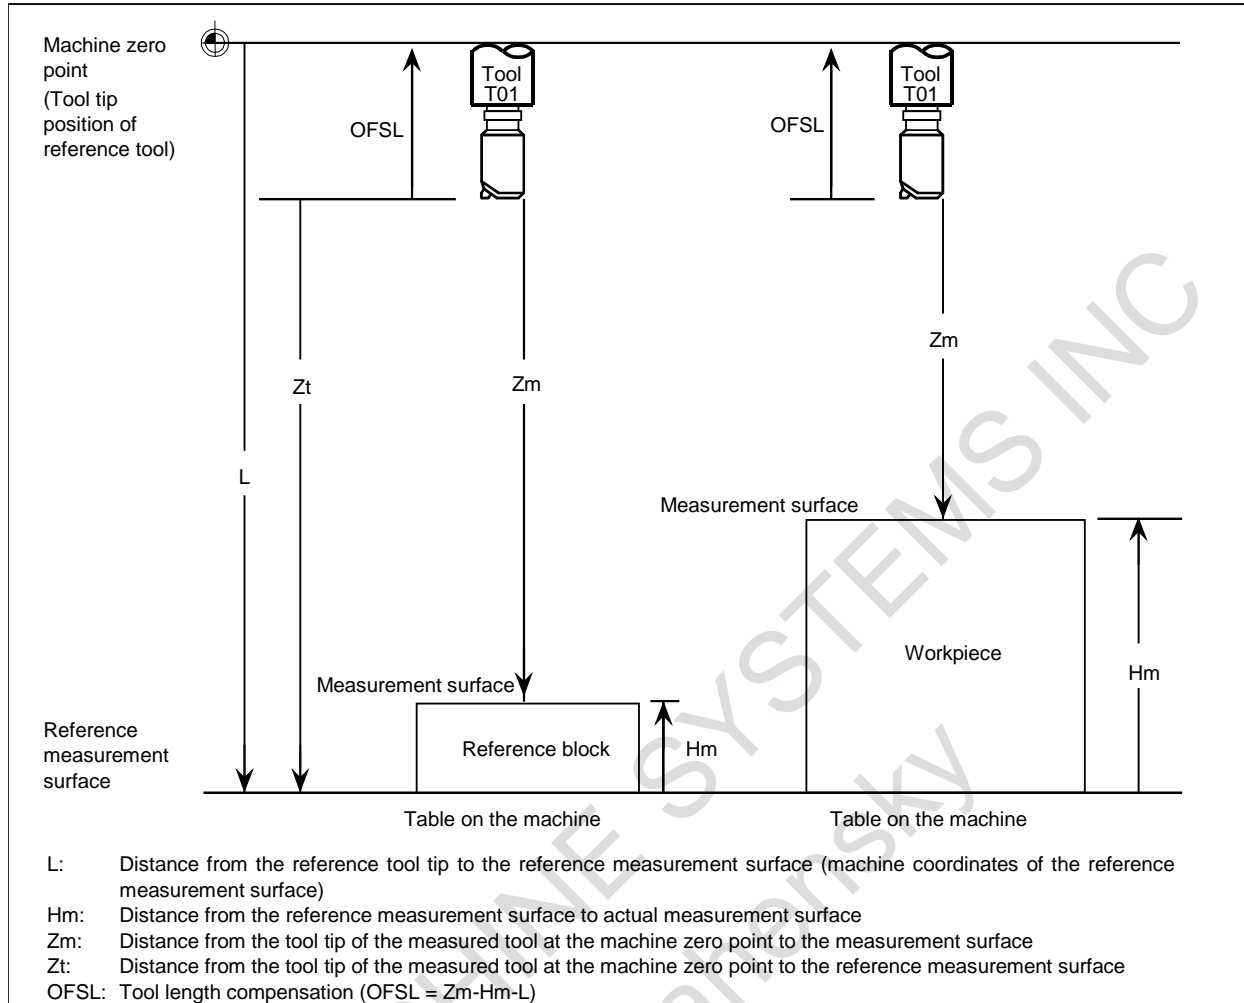 Machine zero
point
(Tool tip
position of
reference tool)
Tool
T01
OFSL
Tool
T01
OFSL
Zm
Zt
Zm
L
Measurement surface
Workpiece
Hm
Measurement surface
Reference
measurement
surface
Reference block
Hm
Table on the machine
Table on the machine
L: Distance from the reference tool tip to the reference measurement surface (machine coordinates of the reference
measurement surface)
Hm: Distance from the reference measurement surface to actual measurement surface
Zm: Distance from the tool tip of the measured tool at the machine zero point to the measurement surface
Zt: Distance from the tool tip of the measured tool at the machine zero point to the reference measurement surface
OFSL: Tool length compensation (OFSL = Zm-Hm-L)
HINE SYSTEMS INC
ahensky